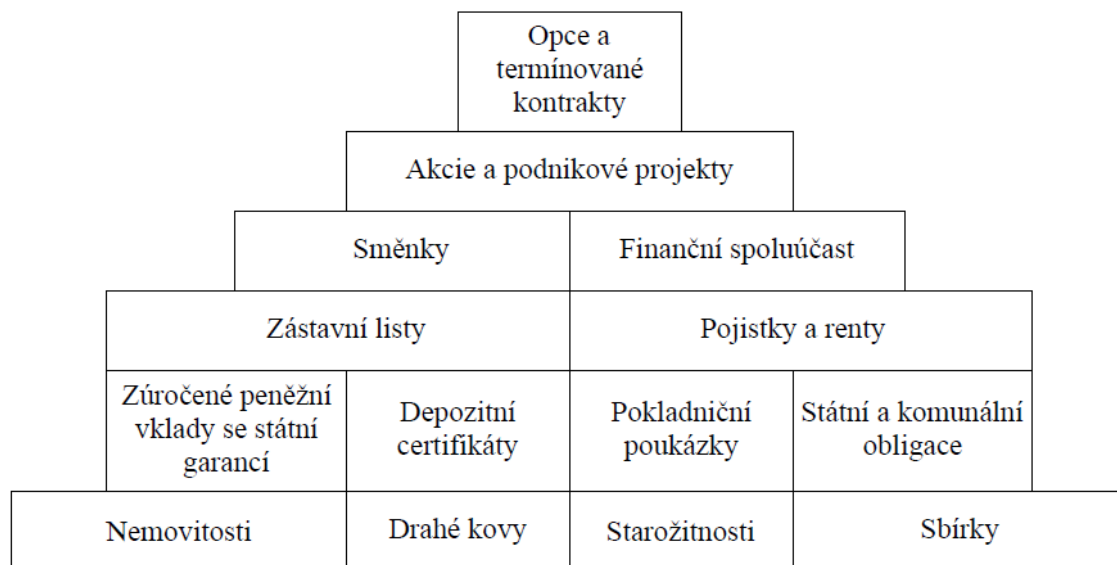 Opce a
termínované
kontrakty
Akcie a podnikové projekty
Směnky
Finanční spoluúčast
Zástavní listy
Pojistky a renty
Zúročené peněžní
vklady se státní
garancí
Depozitní
certifikáty
Pokladniční
poukázky
Státní a komunální
obligace
Nemovitosti
Drahé kovy
Starožitnosti
Sbírky